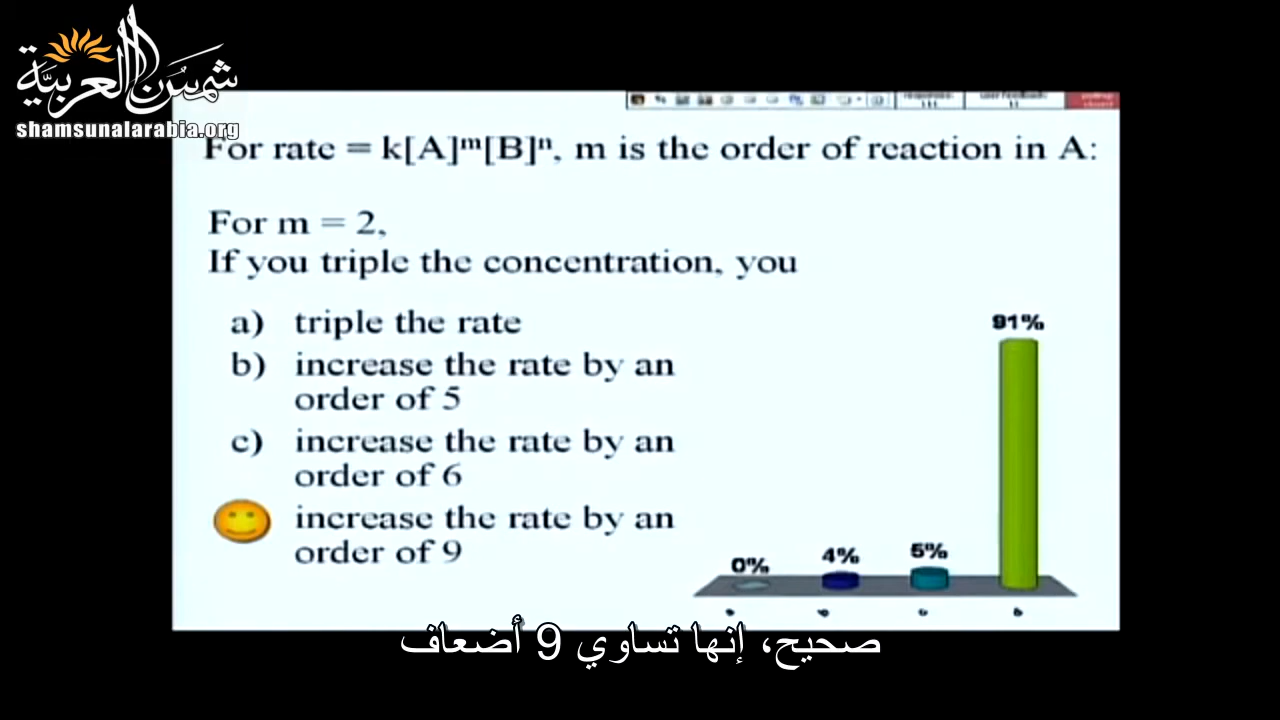 شمسن العربية
shamsunalarabia.org
For rate = k[A]ᵐ[B]ⁿ, m is the order of reaction in A:
For m = 2,
If you triple the concentration, you
a) triple the rate
b) increase the rate by an
order of 5
c) increase the rate by an
order of 6
increase the rate by an
order of 9
0%
4%
5%
91%
صحيح، إنها تساوي 9 أضعاف